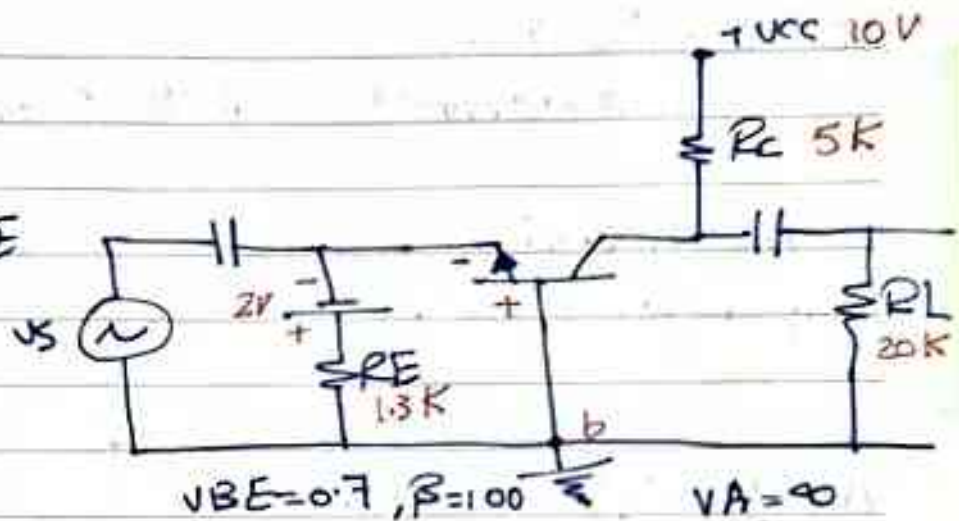 +VCC 10V
Rc 5K
E
vs
2V
- +
- +
RE
1.3K
RL
20K
b
VBE=0.7, β=100 VA=∞